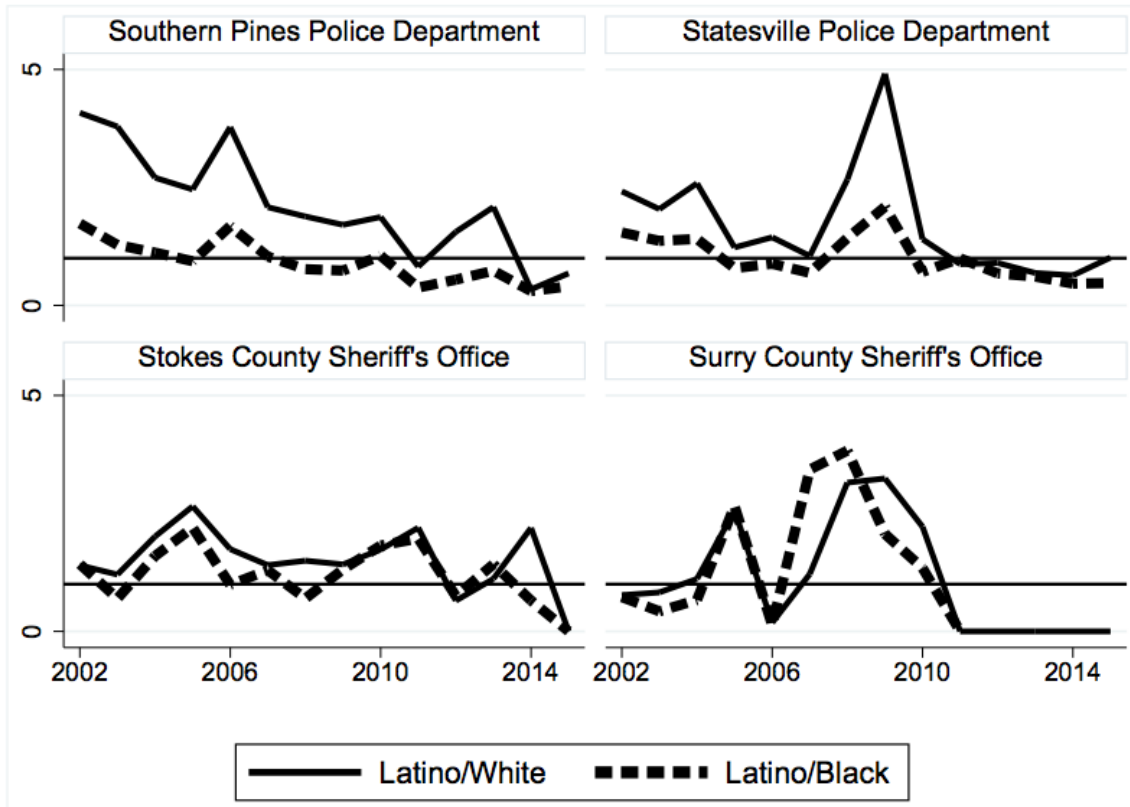 Southern Pines Police Department
Statesville Police Department
5
0
Stokes County Sheriff's Office
Surry County Sheriff's Office
5
0
2002 2006 2010 2014 2002 2006 2010 2014
Latino/White Latino/Black